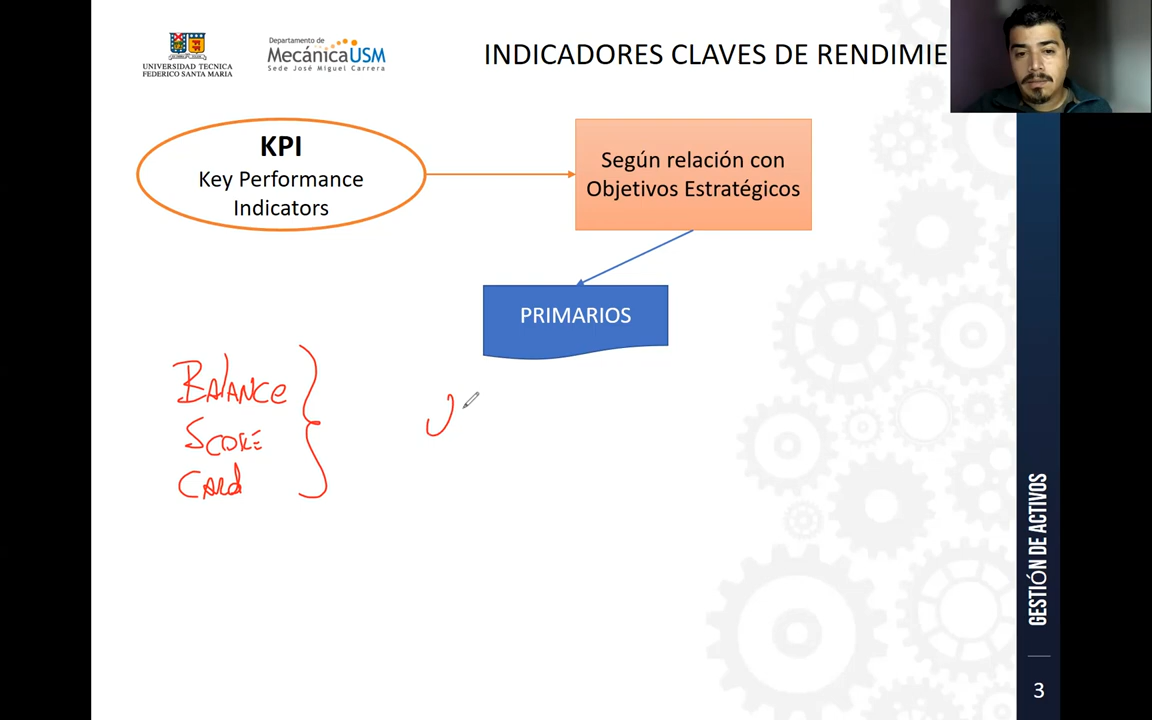 UNIVERSIDAD TECNICA
FEDERICO SANTA MARIA
Departamento de
MecánicaUSM
Sede José Miguel Carrera
INDICADORES CLAVES DE RENDIMIE
KPI
Key Performance
Indicators
Según relación con
Objetivos Estratégicos
PRIMARIOS
BALANCE
SCORE
CARD
GESTIÓN DE ACTIVOS
3